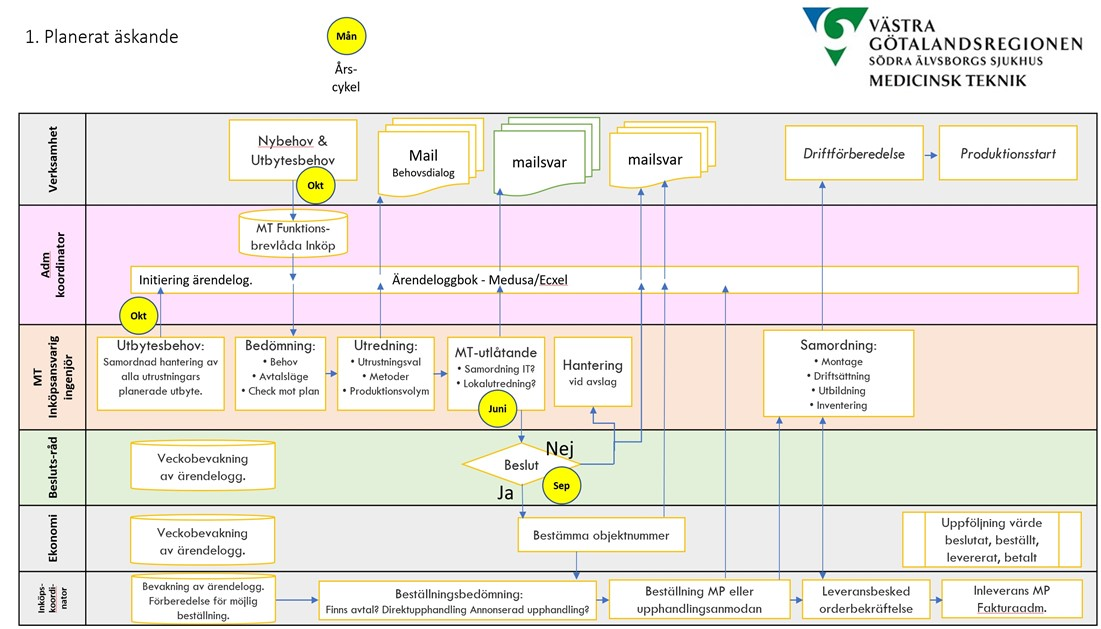 1. Planerat äskande
Mån
Års-
cykel
VÄSTRA
GÖTALANDSREGIONEN
SÖDRA ÄLVSBORGS SJUKHUS
MEDICINSK TEKNIK
Verksamhet
Nybehov &
Utbytesbehov
Okt
Mail
Behovsdialog
mailsvar
mailsvar
Driftförberedelse
Produktionsstart
Adm
koordinator
MT Funktions-
brevlåda Inköp
Initiering ärendelog.
Ärendeloggbok - Medusa/Ecxel
Okt
MT
Inköpsansvarig
ingenjör
Utbytesbehov:
Samordnad hantering av
alla utrustningars
planerade utbyte.
Bedömning:
• Behov
• Avtalsläge
• Check mot plan
Utredning:
• Utrustningsval
• Metoder
• Produktionsvolym
MT-utlåtande
• Samordning IT?
• Lokalutredning?
Juni
Hantering
vid avslag
Samordning:
• Montage
• Driftsättning
• Utbildning
• Inventering
Besluts-råd
Veckobevakning
av ärendelogg.
Beslut
Nej
Ja
Sep
Ekonomi
Veckobevakning
av ärendelogg.
Bestämma objektnummer
Uppföljning värde
beslutat, beställt,
levererat, betalt
Inköps-
koordi-
nator
Bevakning av ärendelogg.
Förberedelse för möjlig
beställning.
Beställningsbedömning:
Finns avtal? Direktupphandling Annonserad upphandling?
Beställning MP eller
upphandlingsanmodan
Leveransbesked
orderbekräftelse
Inleverans MP
Fakturaadm.